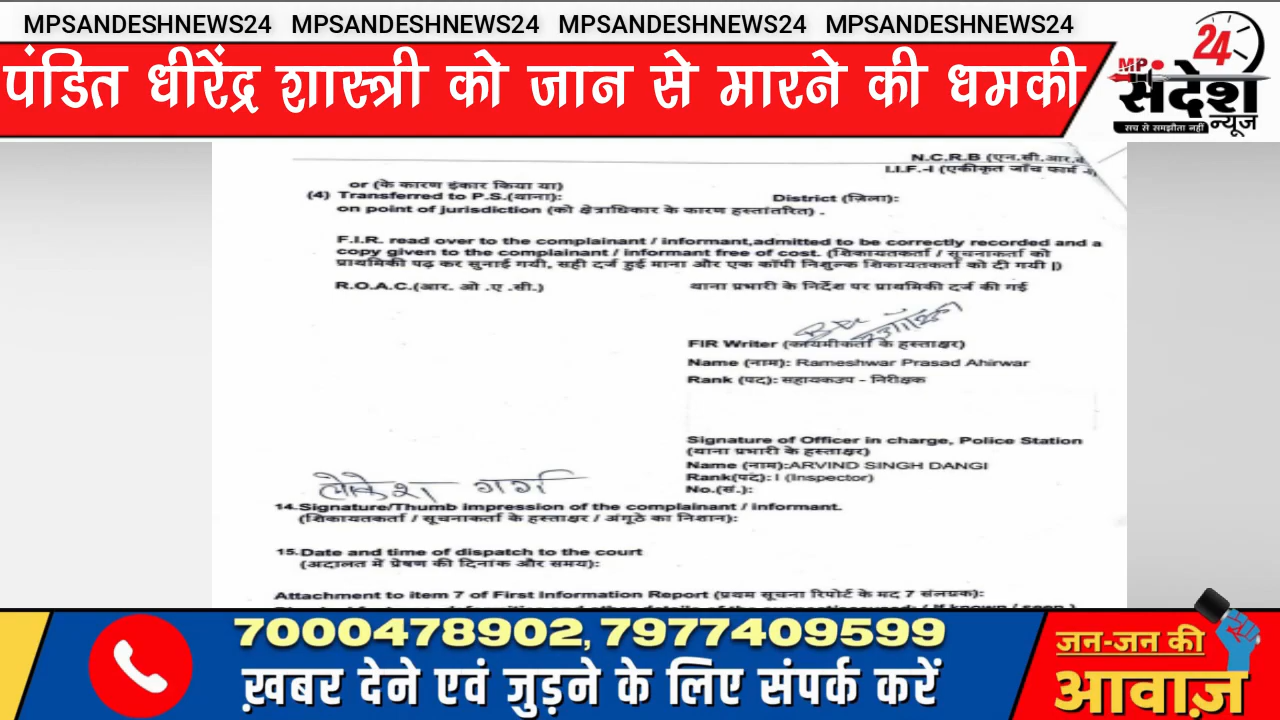 MPSANDESHNEWS24 MPSANDESHNEWS24 MPSANDESHNEWS24 MPSANDESHNEWS24
पंडित धीरेंद्र शास्त्री को जान से मारने की धमकी
24
MP
संदेश
सच से समझौता नहीं न्यूज
N.C.R.B (एन.सी.आर.
I.I.F.-I (एकीकृत जाँच फार्म
or (के कारण इंकार किया या)
(4) Transferred to P.S.(थाना): District (ज़िला):
on point of jurisdiction (को क्षेत्राधिकार के कारण हस्तांतरित) .
F.I.R. read over to the complainant / informant,admitted to be correctly recorded and a
copy given to the complainant / informant free of cost. (शिकायतकर्ता / सूचनाकर्ता को
प्राथमिकी पढ़ कर सुनाई गयी, सही दर्ज हुई माना और एक कॉपी निशुल्क शिकायतकर्ता को दी गयी |)
R.O.A.C.(आर. ओ .ए .सी.) थाना प्रभारी के निर्देश पर प्राथमिकी दर्ज की गई
FIR Writer (कायमीकर्ता के हस्ताक्षर)
Name (नाम): Rameshwar Prasad Ahirwar
Rank (पद): सहायकउप - निरीक्षक
Signature of Officer in charge, Police Station
(थाना प्रभारी के हस्ताक्षर)
Name (नाम):ARVIND SINGH DANGI
Rank(पद): I (Inspector)
No.(सं.):
लोकेश गर्ग
14.Signature/Thumb impression of the complainant / informant.
(शिकायतकर्ता / सूचनाकर्ता के हस्ताक्षर / अंगूठे का निशान):
15.Date and time of dispatch to the court
(अदालत में प्रेषण की दिनांक और समय):
Attachment to item 7 of First Information Report (प्रथम सूचना रिपोर्ट के मद 7 संलग्नक):
7000478902, 7977409599
ख़बर देने एवं जुड़ने के लिए संपर्क करें
जन-जन की
आवाज़